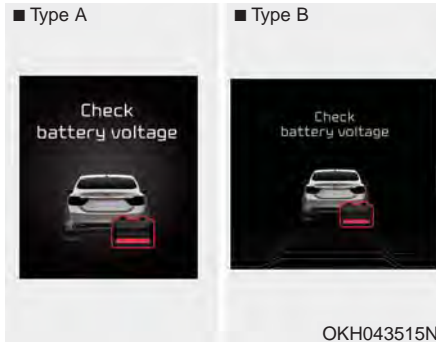 ■ Type A
■ Type B
Check
battery voltage
Check
battery voltage
OKH043515N